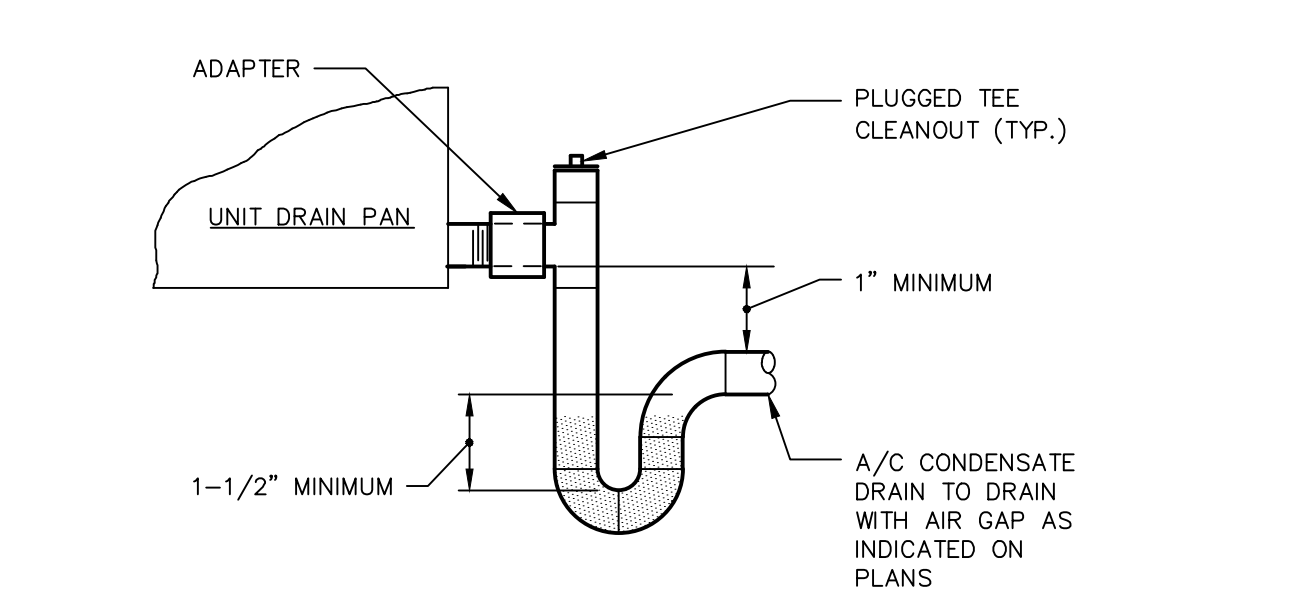 ADAPTER
PLUGGED TEE
CLEANOUT (TYP.)
UNIT DRAIN PAN
1” MINIMUM
1-1/2” MINIMUM
A/C CONDENSATE
DRAIN TO DRAIN
WITH AIR GAP AS
INDICATED ON
PLANS